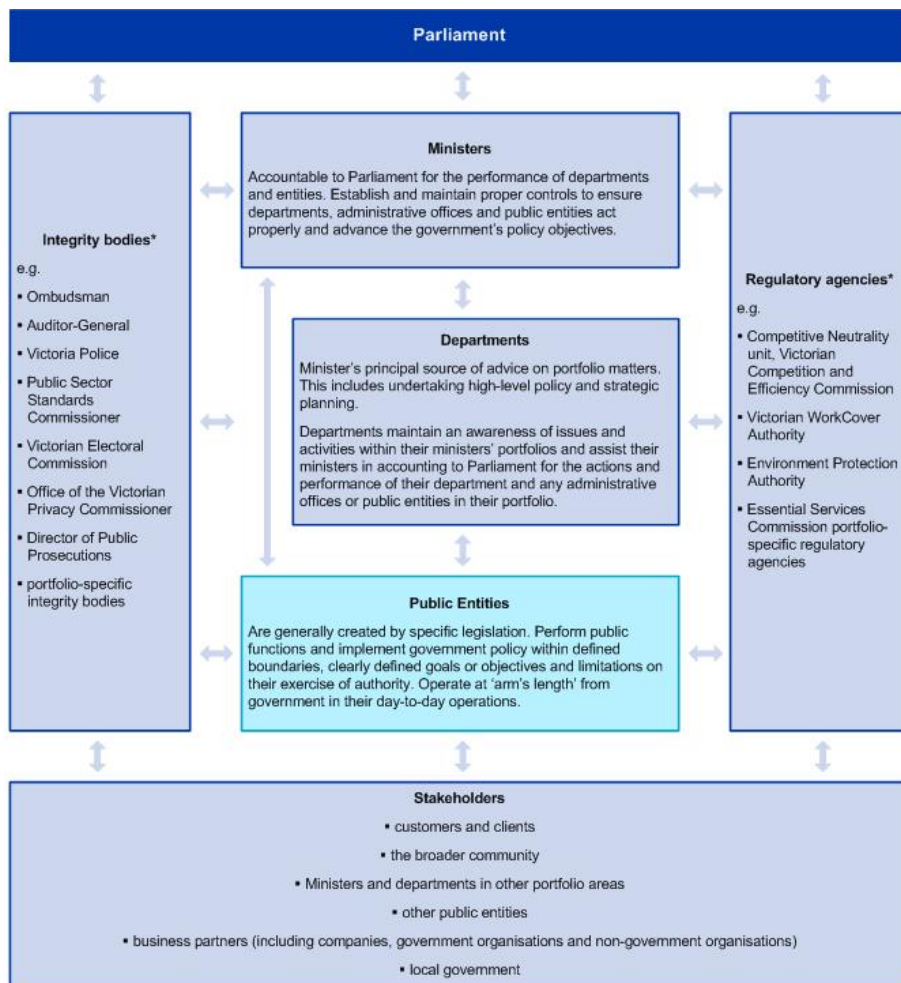 Parliament
Ministers
Accountable to Parliament for the performance of departments
and entities. Establish and maintain proper controls to ensure
departments, administrative offices and public entities act
properly and advance the government's policy objectives.
Integrity bodies*
e.g.
▪ Ombudsman
▪ Auditor-General
▪ Victoria Police
▪ Public Sector
Standards
Commissioner
▪ Victorian Electoral
Commission
▪ Office of the Victorian
Privacy Commissioner
▪ Director of Public
Prosecutions
▪ portfolio-specific
integrity bodies
Departments
Minister's principal source of advice on portfolio matters.
This includes undertaking high-level policy and strategic
planning.
Departments maintain an awareness of issues and
activities within their ministers' portfolios and assist their
ministers in accounting to Parliament for the actions and
performance of their department and any administrative
offices or public entities in their portfolio.
Public Entities
Are generally created by specific legislation. Perform public
functions and implement government policy within defined
boundaries, clearly defined goals or objectives and limitations on
their exercise of authority. Operate at 'arm's length' from
government in their day-to-day operations.
Regulatory agencies*
e.g.
▪ Competitive Neutrality
unit, Victorian
Competition and
Efficiency Commission
▪ Victorian WorkCover
Authority
▪ Environment Protection
Authority
▪ Essential Services
Commission portfolio-
specific regulatory
agencies
Stakeholders
▪ customers and clients
▪ the broader community
▪ Ministers and departments in other portfolio areas
▪ other public entities
▪ business partners (including companies, government organisations and non-government organisations)
▪ local government